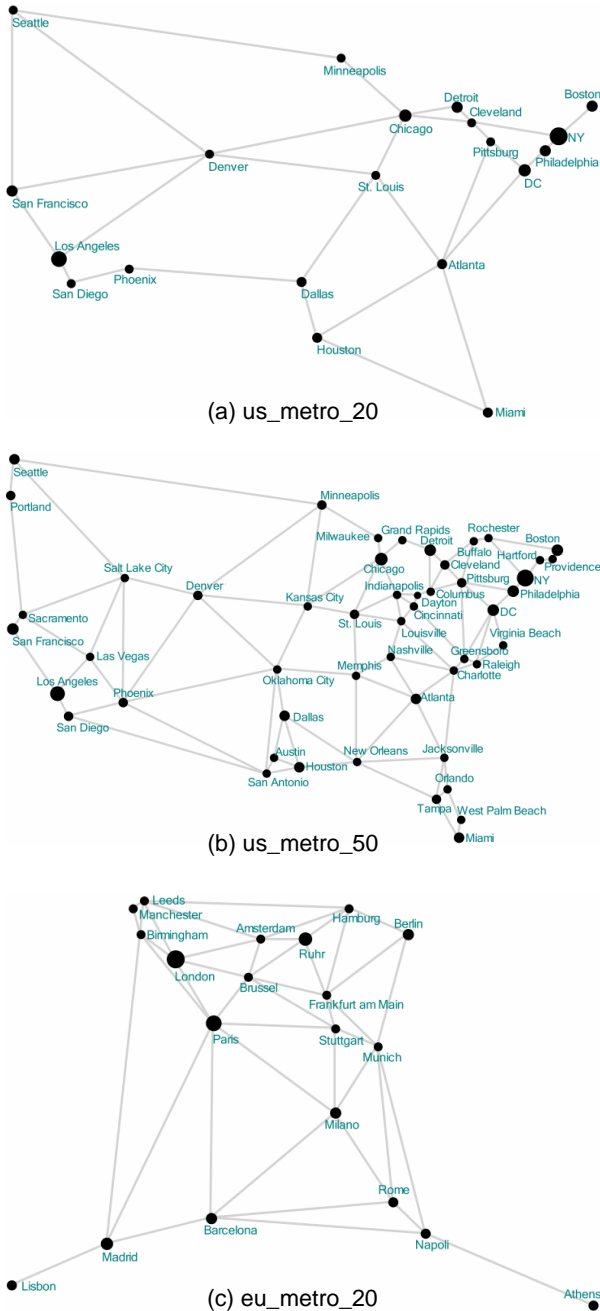 Seattle
Minneapolis
Detroit
Boston
Cleveland
Chicago
NY
Pittsburg
Philadelphia
Denver
St. Louis
DC
San Francisco
Los Angeles
Atlanta
Phoenix
San Diego
Dallas
Houston
Miami
(a) us_metro_20
Seattle
Minneapolis
Portland
Grand Rapids
Rochester
Milwaukee
Detroit
Boston
Buffalo
Hartford
Salt Lake City
Chicago
Cleveland
Providence
Denver
Indianapolis
Pittsburg
NY
Kansas City
Columbus
Philadelphia
Dayton
Sacramento
St. Louis
Cincinnati
DC
San Francisco
Louisville
Virginia Beach
Las Vegas
Nashville
Greensboro
Raleigh
Los Angeles
Oklahoma City
Memphis
Charlotte
Phoenix
Atlanta
San Diego
Dallas
Austin
New Orleans
Jacksonville
San Antonio
Houston
Orlando
Tampa
West Palm Beach
Miami
(b) us_metro_50
Leeds
Manchester
Hamburg
Berlin
Birmingham
Amsterdam
Ruhr
London
Brussel
Frankfurt am Main
Paris
Stuttgart
Munich
Milano
Rome
Barcelona
Madrid
Napoli
Lisbon
Athens
(c) eu_metro_20